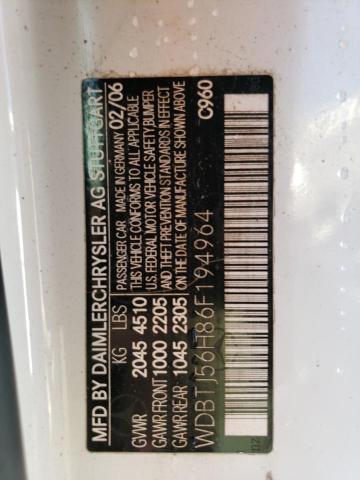 MFD BY DAIMLERCHRYSLER AG STUTTGART
KG LBS
GVWR 2045 4510
GAWR FRONT 1000 2205
GAWR REAR 1045 2305
PASSENGER CAR MADE IN GERMANY 02/06
THIS VEHICLE CONFORMS TO ALL APPLICABLE
U.S. FEDERAL MOTOR VEHICLE SAFETY BUMPER
AND THEFT PREVENTION STANDARDS IN EFFECT
ON THE DATE OF MANUFACTURE SHOWN ABOVE
C960
WDBTJ56H86F194964